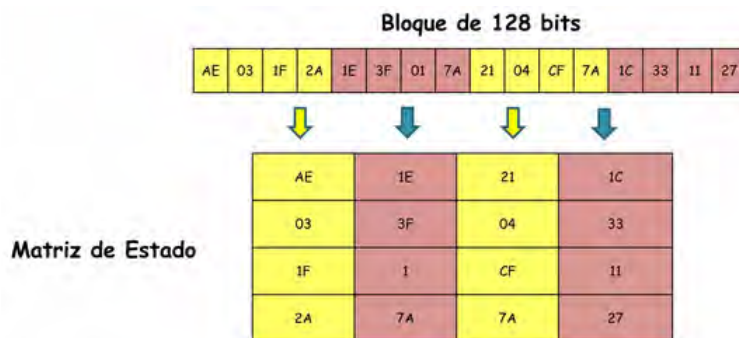 Bloque de 128 bits
AE 03 1F 2A 1E 3F 01 7A 21 04 CF 7A 1C 33 11 27
AE 1E 21 1C
03 3F 04 33
Matriz de Estado
1F 1 CF 11
2A 7A 7A 27